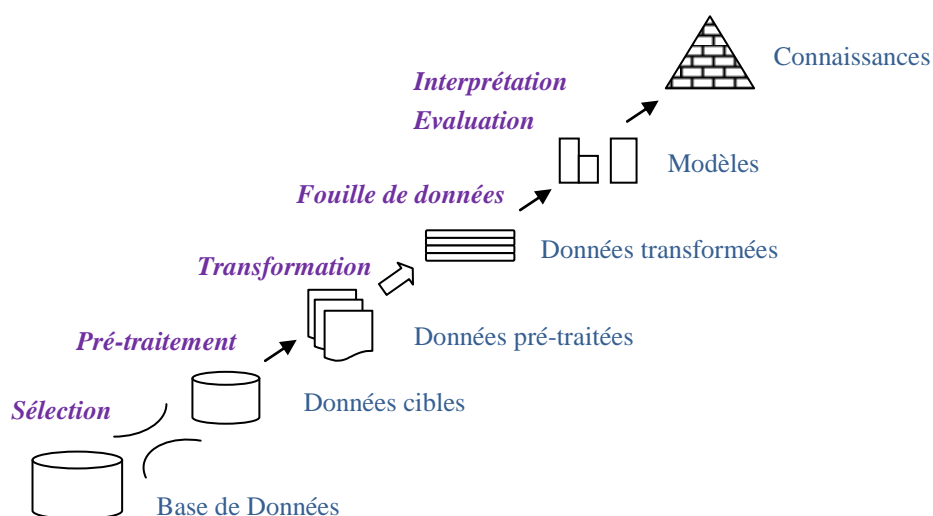 Connaissances
Interprétation
Evaluation
Modèles
Fouille de données
Données transformées
Transformation
Pré-traitement
Données pré-traitées
Sélection
Données cibles
Base de Données